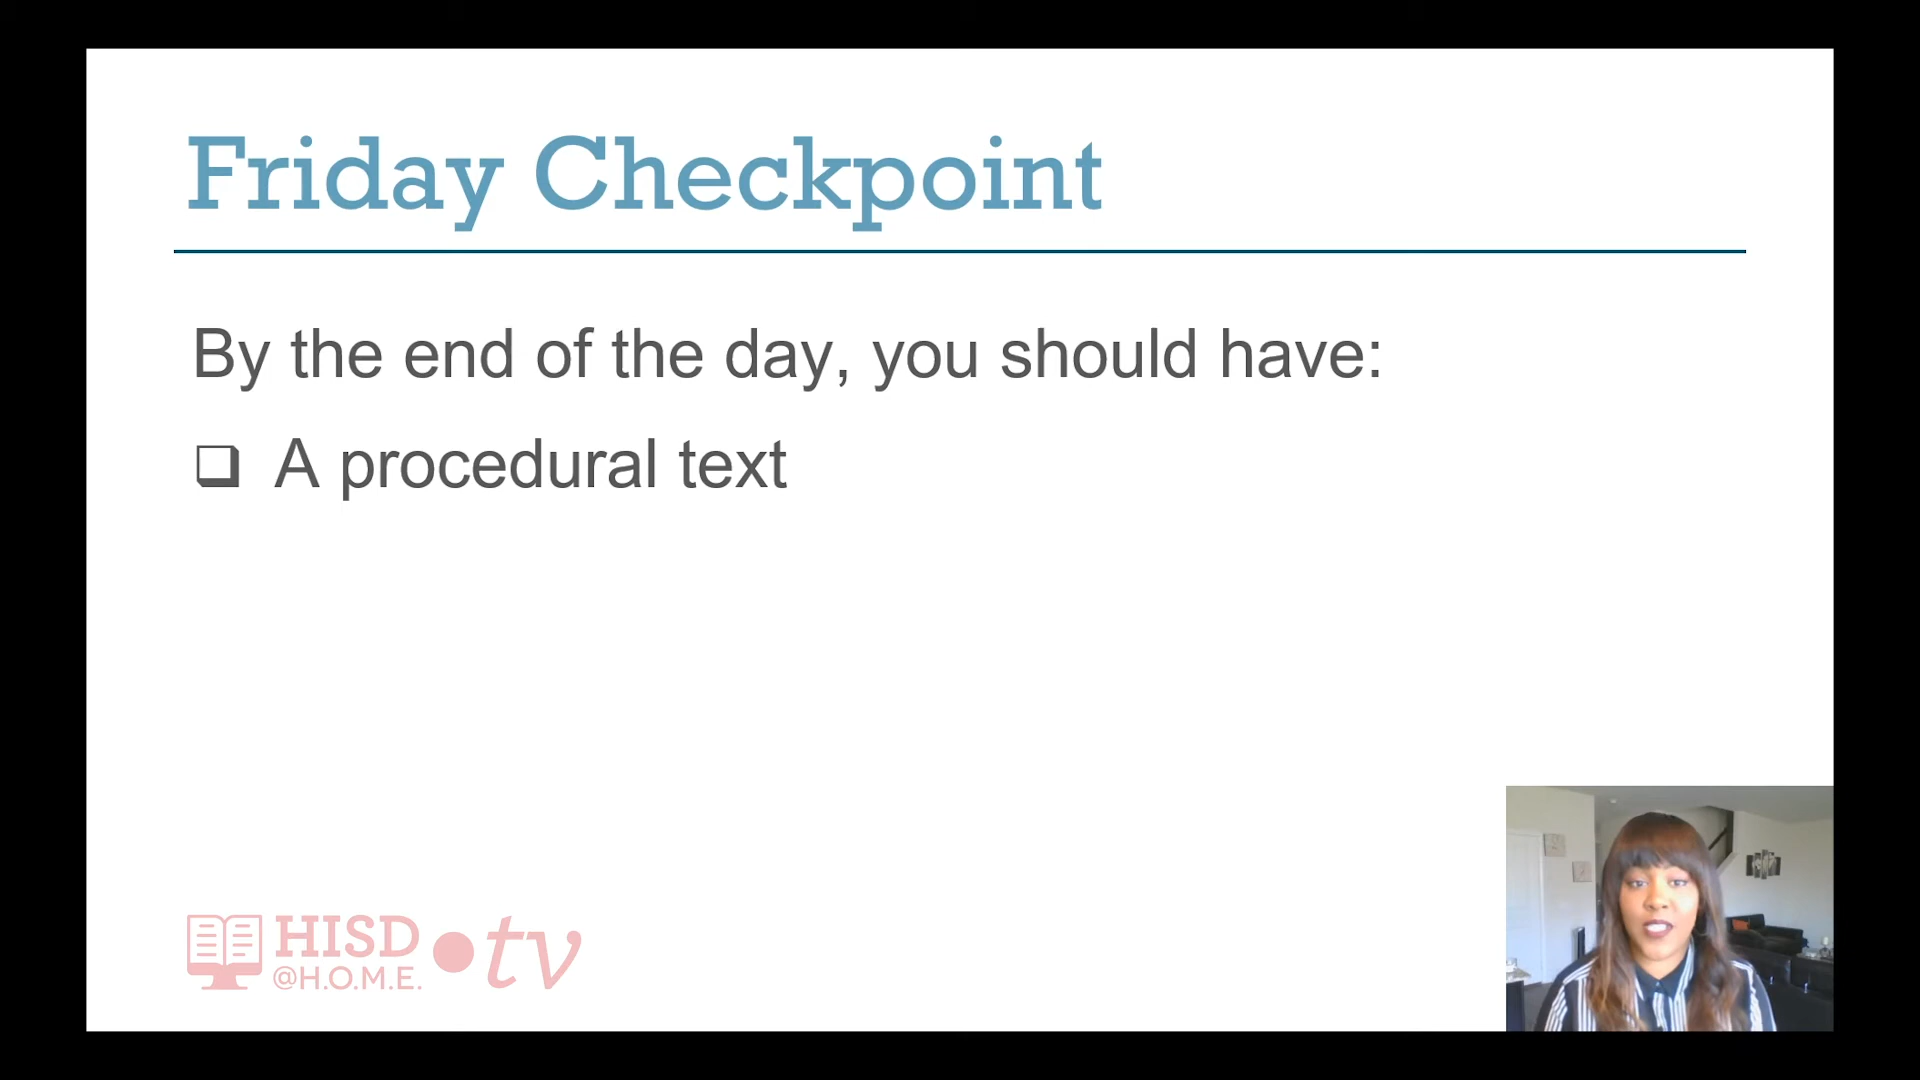 Friday Checkpoint
By the end of the day, you should have:
❑ A procedural text
HISD
@H.O.M.E.
tv